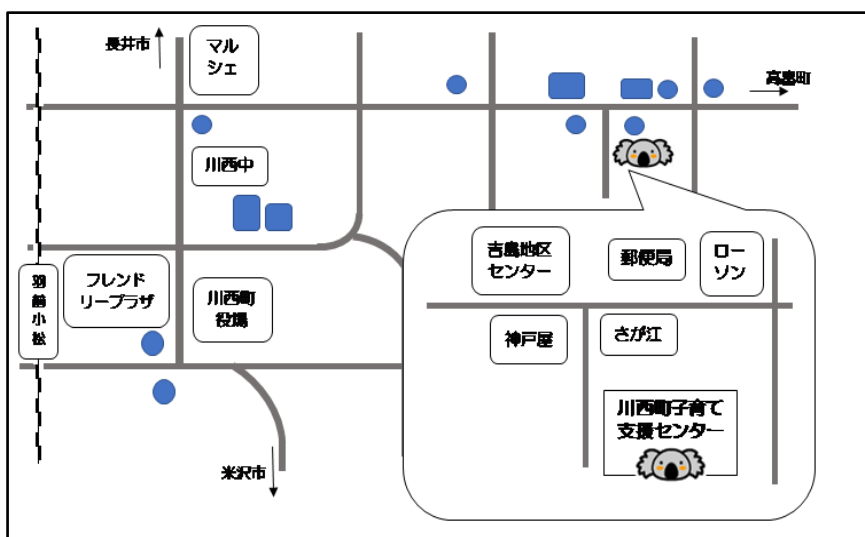 長井市
マル
シェ
高畠町
川西中
吉島地区
センター
郵便局
ロー
ソン
羽前小松
フレンド
リープラザ
川西町
役場
神戸屋
さが江
川西町子育て
支援センター
米沢市